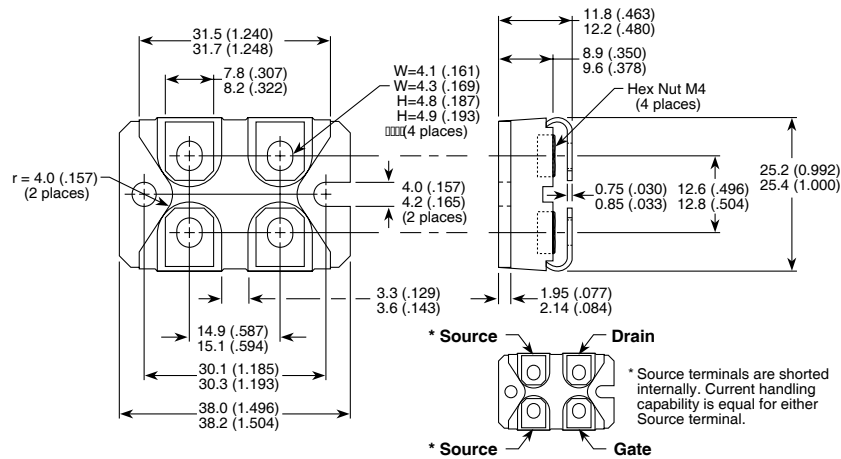 31.5 (1.240)
31.7 (1.248)
7.8 (.307)
8.2 (.322)
W=4.1 (.161)
W=4.3 (.169)
H=4.8 (.187)
H=4.9 (.193)
(4 places)
r = 4.0 (.157)
(2 places)
4.0 (.157)
4.2 (.165)
(2 places)
3.3 (.129)
3.6 (.143)
14.9 (.587)
15.1 (.594)
30.1 (1.185)
30.3 (1.193)
38.0 (1.496)
38.2 (1.504)
11.8 (.463)
12.2 (.480)
8.9 (.350)
9.6 (.378)
Hex Nut M4
(4 places)
0.75 (.030)
0.85 (.033)
12.6 (.496)
12.8 (.504)
25.2 (0.992)
25.4 (1.000)
1.95 (.077)
2.14 (.084)
* Source
Drain
* Source
Gate
* Source terminals are shorted
internally. Current handling
capability is equal for either
Source terminal.